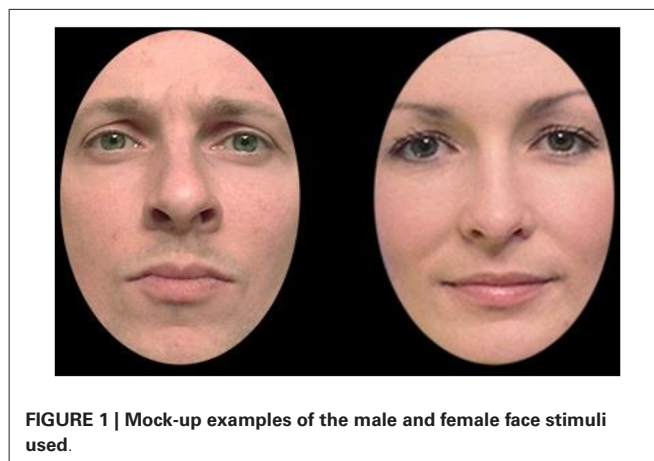 FIGURE 1 | Mock-up examples of the male and female face stimuli
used.